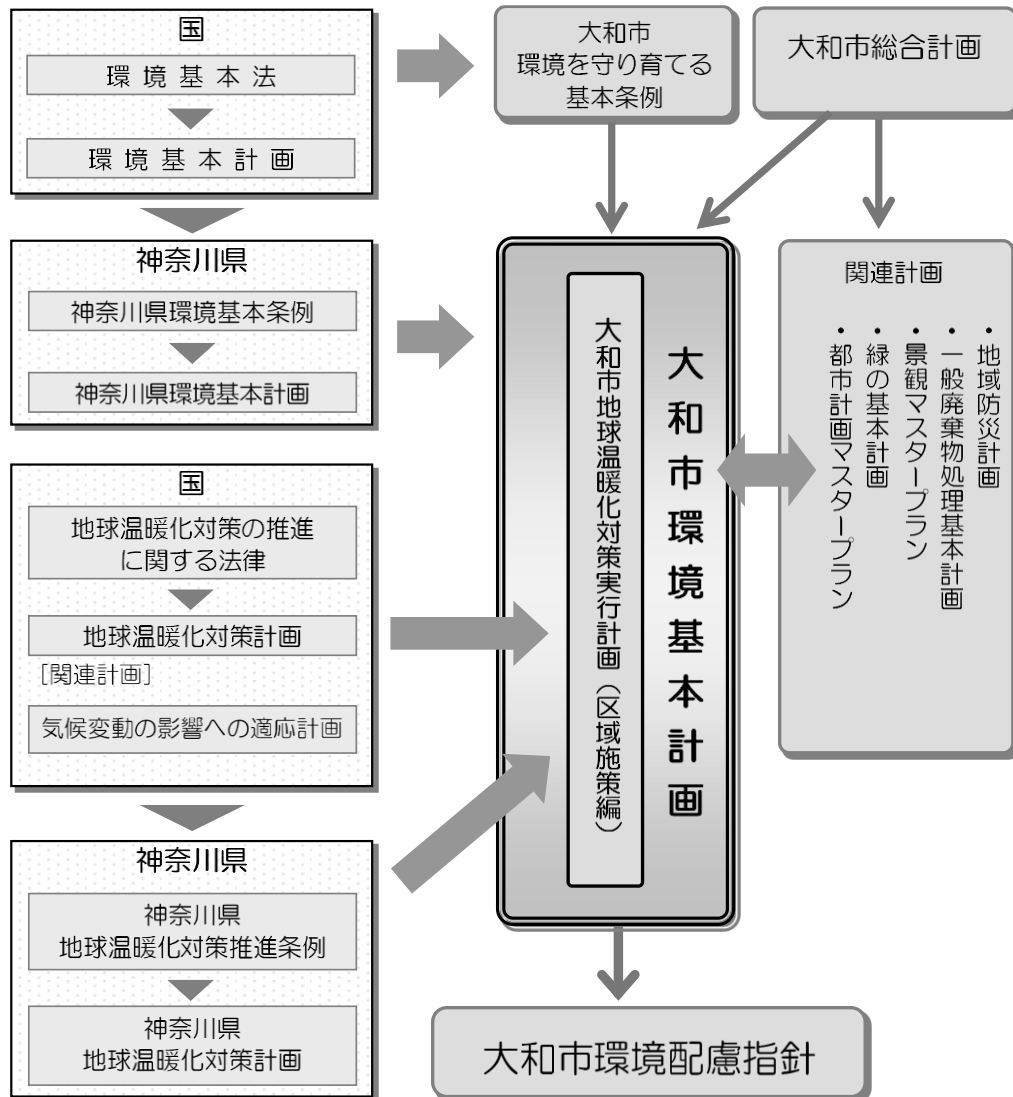 国
環境基本法
環境基本計画
神奈川県
神奈川県環境基本条例
神奈川県環境基本計画
国
地球温暖化対策の推進
に関する法律
地球温暖化対策計画
［関連計画］
気候変動の影響への適応計画
神奈川県
神奈川県
地球温暖化対策推進条例
神奈川県
地球温暖化対策計画
大和市
環境を守り育てる
基本条例
大和市総合計画
大和市環境基本計画
大和市地球温暖化対策実行計画（区域施策編）
関連計画
・地域防災計画
・一般廃棄物処理基本計画
・景観マスタープラン
・緑の基本計画
・都市計画マスタープラン
大和市環境配慮指針